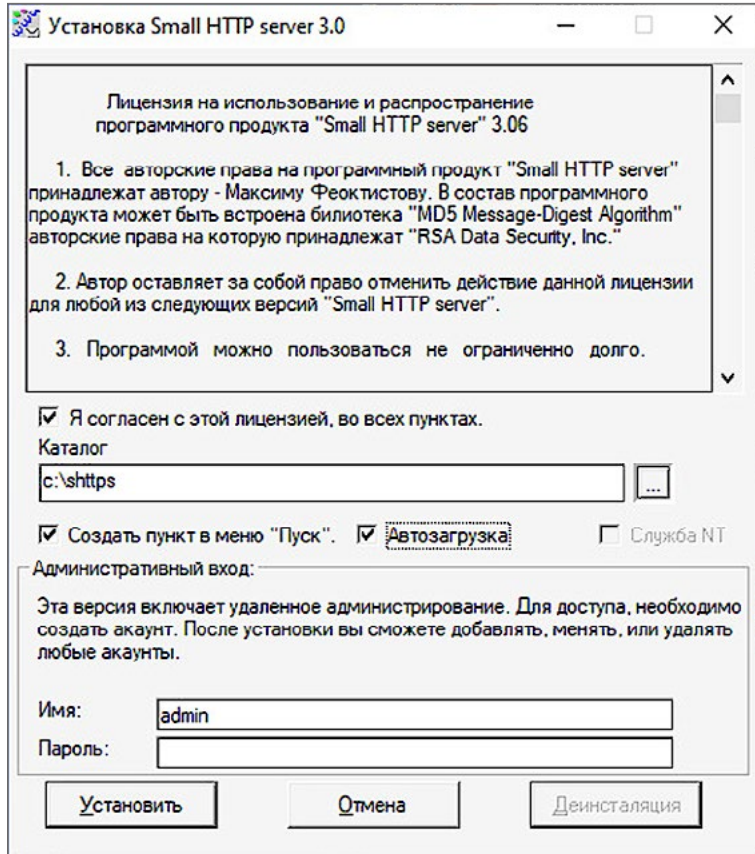 Установка Small HTTP server 3.0
Лицензия на использование и распространение
программного продукта "Small HTTP server" 3.06
1. Все авторские права на программный продукт "Small HTTP server"
принадлежат автору - Максиму Феоктистову. В состав программного
продукта может быть встроена билиотека "MD5 Message-Digest Algorithm"
авторские права на которую принадлежат "RSA Data Security, Inc."
2. Автор оставляет за собой право отменить действие данной лицензии
для любой из следующих версий "Small HTTP server".
3. Программой можно пользоваться не ограниченно долго.
Я согласен с этой лицензией, во всех пунктах.
Каталог
c:\shttps
...
Создать пункт в меню "Пуск". Автозагрузка Служба NT
Административный вход:
Эта версия включает удаленное администрирование. Для доступа, необходимо
создать акаунт. После установки вы сможете добавлять, менять, или удалять
любые акаунты.
Имя: admin
Пароль:
Установить Отмена Деинсталяция